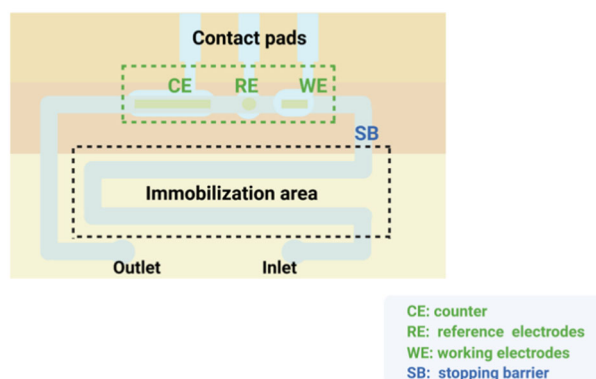 Contact pads
CE RE WE
SB
Immobilization area
Outlet Inlet
CE: counter
RE: reference electrodes
WE: working electrodes
SB: stopping barrier